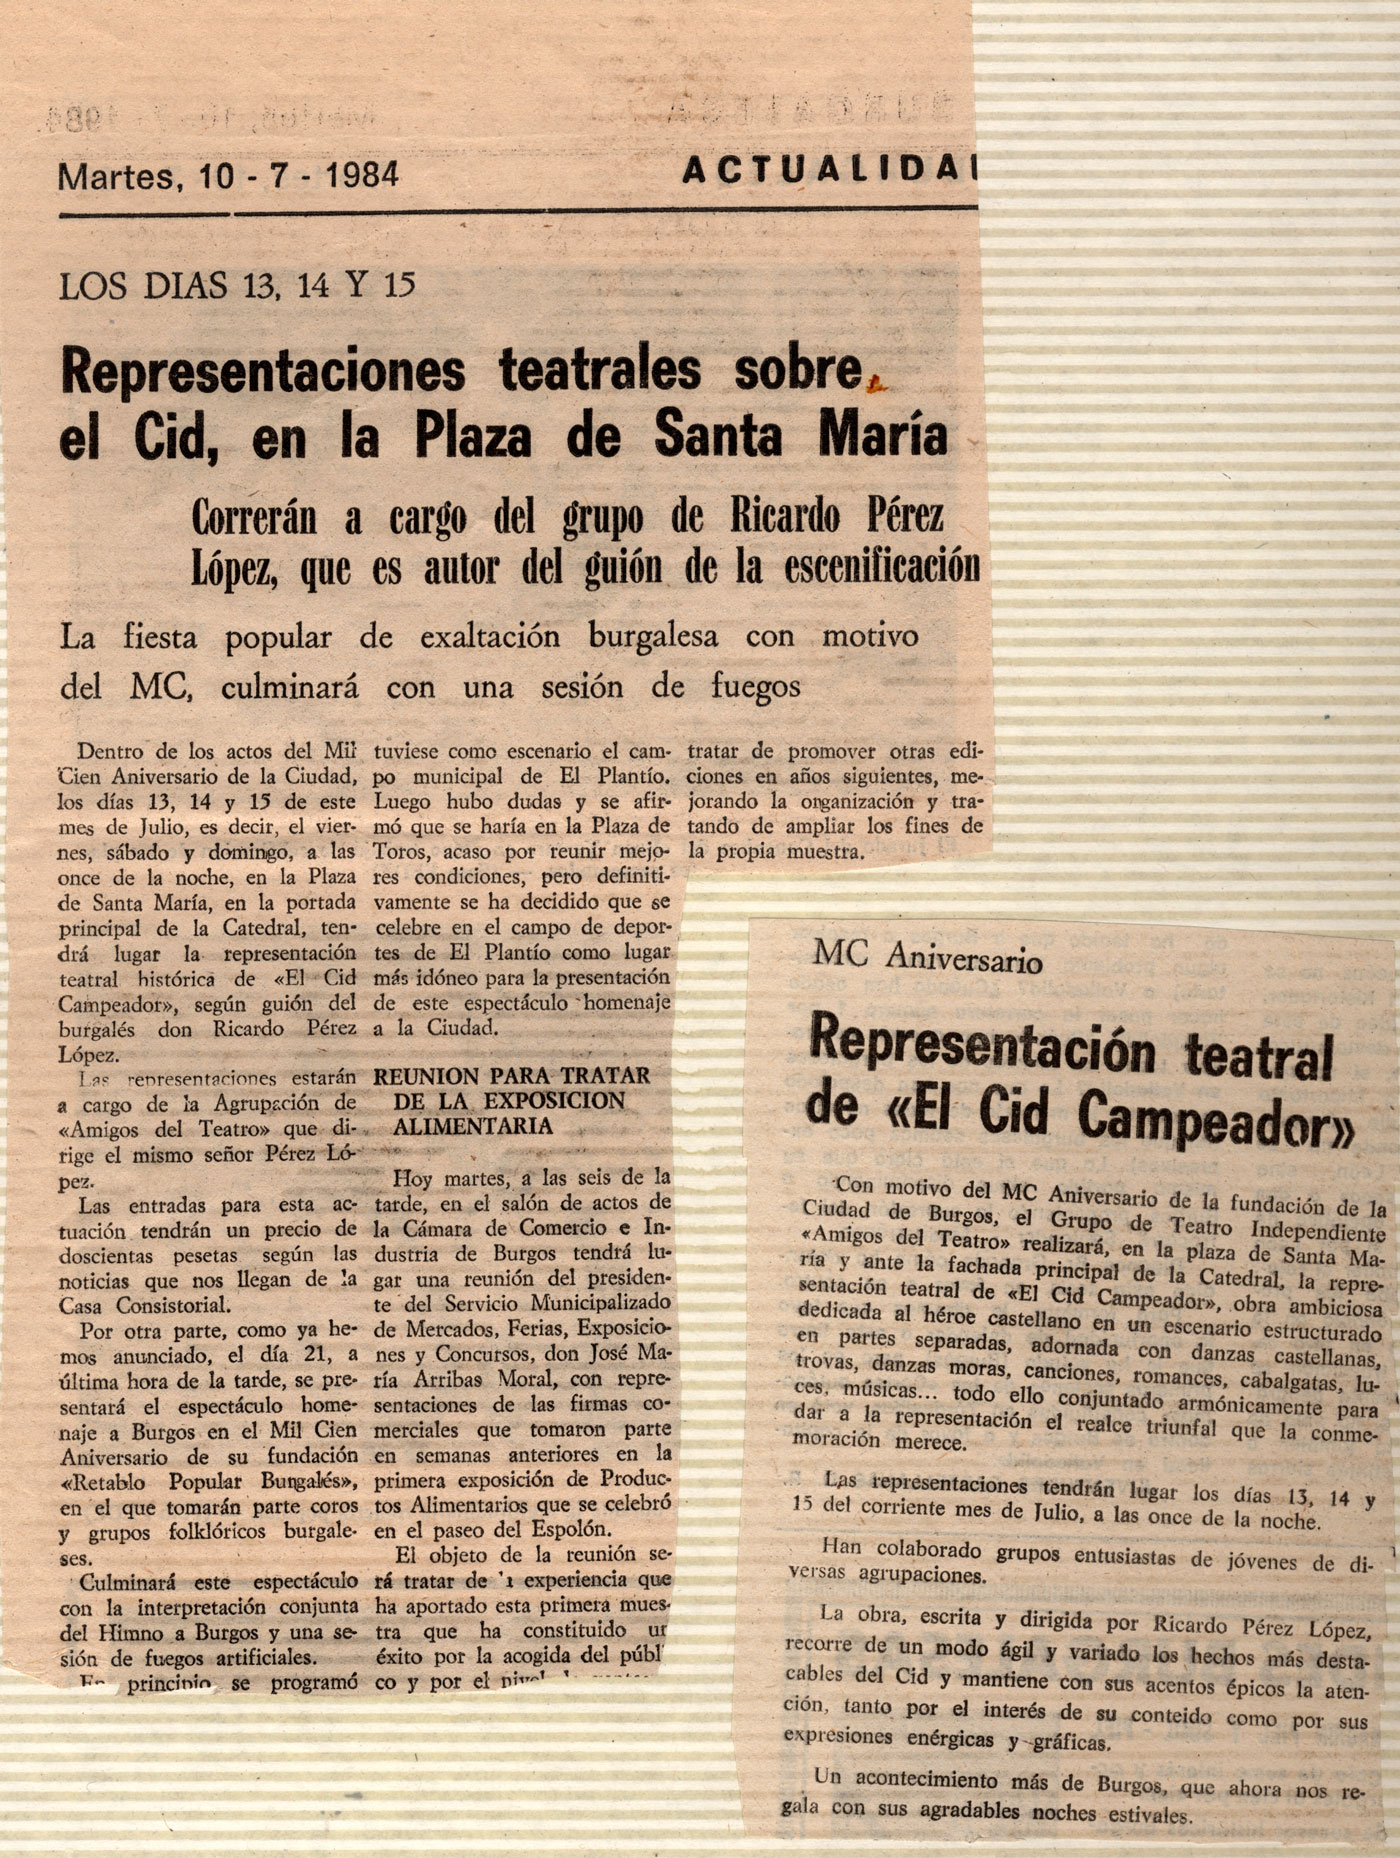 Martes, 10 - 7 - 1984
ACTUALIDA
LOS DIAS 13, 14 Y 15
Representaciones teatrales sobre
el Cid, en la Plaza de Santa María
Correrán a cargo del grupo de Ricardo Pérez
López, que es autor del guión de la escenificación
La fiesta popular de exaltación burgalesa con motivo
del MC, culminará con una sesión de fuegos
Dentro de los actos del Mil
Cien Aniversario de la Ciudad,
los días 13, 14 y 15 de este
mes de Julio, es decir, el vier-
nes, sábado y domingo, a las
once de la noche, en la Plaza
de Santa María, en la portada
principal de la Catedral, ten-
drá lugar la representación
teatral histórica de «El Cid
Campeador», según guión del
burgalés don Ricardo Pérez
López.
Las representaciones estarán
a cargo de la Agrupación de
«Amigos del Teatro» que di-
rige el mismo señor Pérez Ló-
pez.
Las entradas para esta ac-
tuación tendrán un precio de
doscientas pesetas según las
noticias que nos llegan de la
Casa Consistorial.
Por otra parte, como ya he-
mos anunciado, el día 21, a
última hora de la tarde, se pre-
sentará el espectáculo home-
naje a Burgos en el Mil Cien
Aniversario de su fundación
«Retablo Popular Burgalés»,
en el que tomarán parte coros
y grupos folklóricos burgale-
ses.
Culminará este espectáculo
con la interpretación conjunta
del Himno a Burgos y una se-
sión de fuegos artificiales.
En principio se programó
tuviese como escenario el cam-
po municipal de El Plantío.
Luego hubo dudas y se afir-
mó que se haría en la Plaza de
Toros, acaso por reunir mejo-
res condiciones, pero definiti-
vamente se ha decidido que se
celebre en el campo de depor-
tes de El Plantío como lugar
más idóneo para la presentación
de este espectáculo homenaje
a la Ciudad.
REUNION PARA TRATAR
DE LA EXPOSICION
ALIMENTARIA
Hoy martes, a las seis de la
tarde, en el salón de actos de
la Cámara de Comercio e In-
dustria de Burgos tendrá lu-
gar una reunión del presiden-
te del Servicio Municipalizado
de Mercados, Ferias, Exposicio-
nes y Concursos, don José Ma-
ría Arribas Moral, con repre-
sentaciones de las firmas co-
merciales que tomaron parte
en semanas anteriores en la
primera exposición de Produc-
tos Alimentarios que se celebró
en el paseo del Espolón.
El objeto de la reunión se-
rá tratar de experiencia que
ha aportado esta primera mues-
tra que ha constituido un
éxito por la acogida del públi
co y por el nivel
tratar de promover otras edi-
ciones en años siguientes, me-
jorando la organización y tra-
tando de ampliar los fines de
la propia muestra.
MC Aniversario
Representación teatral
de «El Cid Campeador»
Con motivo del MC Aniversario de la fundación de la
Ciudad de Burgos, el Grupo de Teatro Independiente
«Amigos del Teatro» realizará, en la plaza de Santa Ma-
ría y ante la fachada principal de la Catedral, la repre-
sentación teatral de «El Cid Campeador», obra ambiciosa
dedicada al héroe castellano en un escenario estructurado
en partes separadas, adornada con danzas castellanas,
trovas, danzas moras, canciones, romances, cabalgatas, lu-
ces, músicas... todo ello conjuntado armónicamente para
dar a la representación el realce triunfal que la conme-
moración merece.
Las representaciones tendrán lugar los días 13, 14 y
15 del corriente mes de Julio, a las once de la noche.
Han colaborado grupos entusiastas de jóvenes de di-
versas agrupaciones.
La obra, escrita y dirigida por Ricardo Pérez López,
recorre de un modo ágil y variado los hechos más desta-
cables del Cid y mantiene con sus acentos épicos la aten-
ción, tanto por el interés de su conteido como por sus
expresiones enérgicas y gráficas.
Un acontecimiento más de Burgos, que ahora nos re-
gala con sus agradables noches estivales.